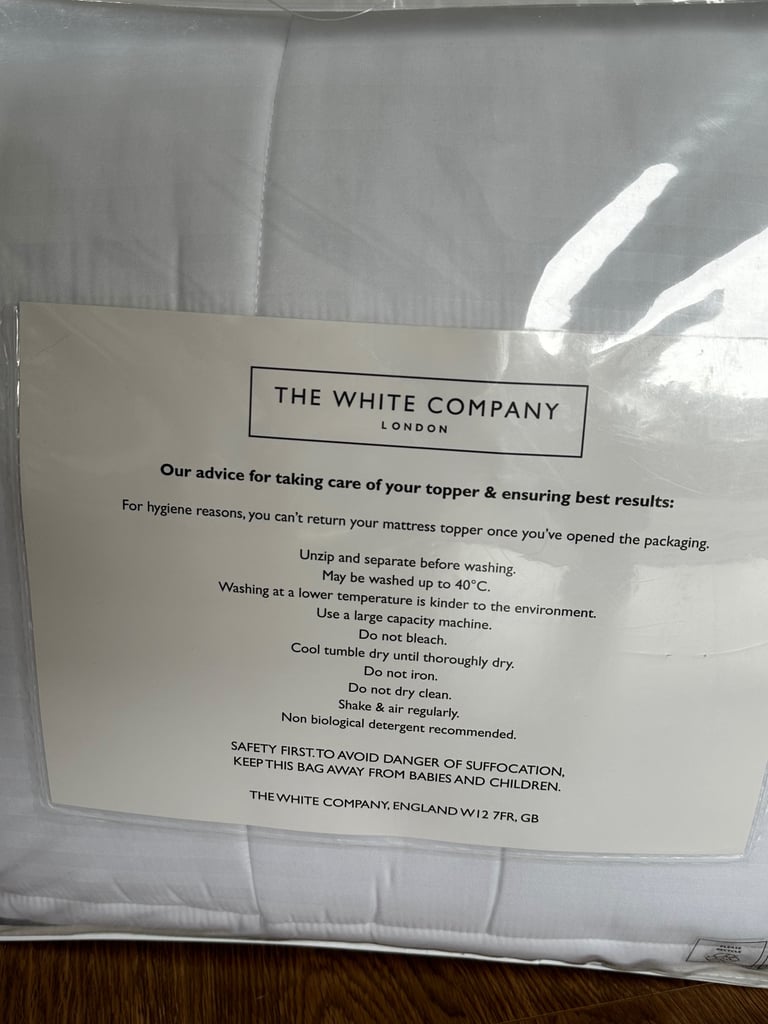 THE WHITE COMPANY
LONDON
Our advice for taking care of your topper & ensuring best results:
For hygiene reasons, you can't return your mattress topper once you've opened the packaging.
Unzip and separate before washing.
May be washed up to 40°C.
Washing at a lower temperature is kinder to the environment.
Use a large capacity machine.
Do not bleach.
Cool tumble dry until thoroughly dry.
Do not iron.
Do not dry clean.
Shake & air regularly.
Non biological detergent recommended.
SAFETY FIRST. TO AVOID DANGER OF SUFFOCATION,
KEEP THIS BAG AWAY FROM BABIES AND CHILDREN.
THE WHITE COMPANY, ENGLAND W12 7FR, GB